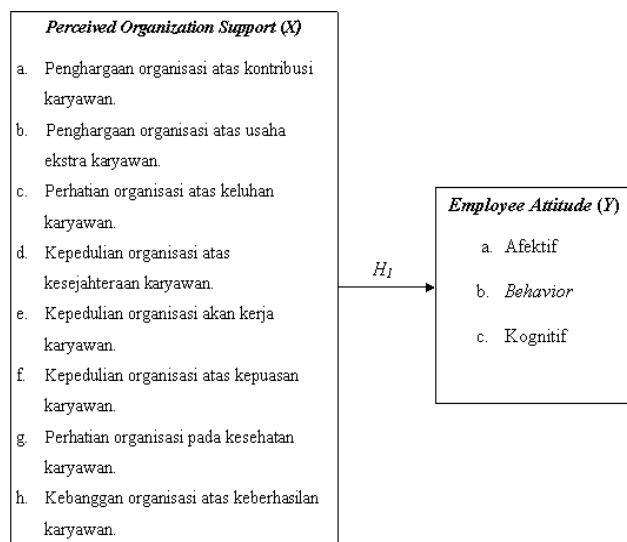 Perceived Organization Support (X)
a. Penghargaan organisasi atas kontribusi
karyawan.
b. Penghargaan organisasi atas usaha
ekstra karyawan.
c. Perhatian organisasi atas keluhan
karyawan.
d. Kepedulian organisasi atas
kesejahteraan karyawan.
e. Kepedulian organisasi akan kerja
karyawan.
f. Kepedulian organisasi atas kepuasan
karyawan.
g. Perhatian organisasi pada kesehatan
karyawan.
h. Kebanggan organisasi atas keberhasilan
karyawan.
H1
Employee Attitude (Y)
a. Afektif
b. Behavior
c. Kognitif